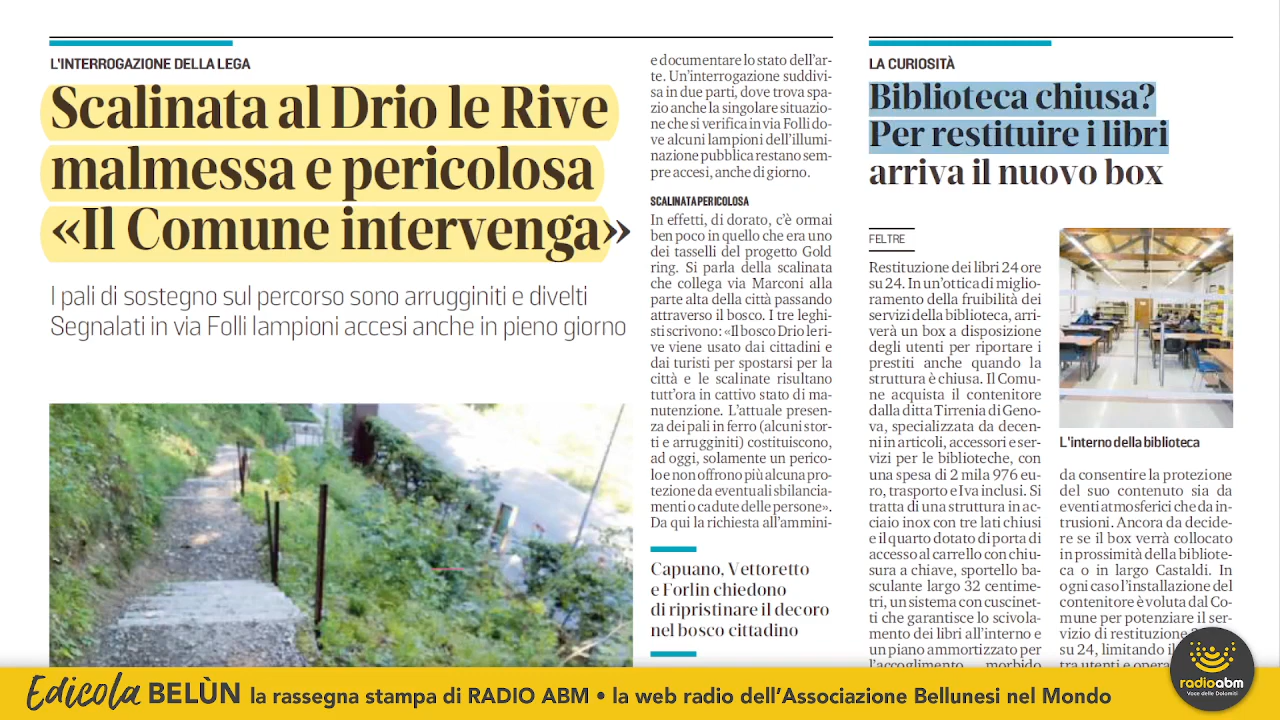 L'INTERROGAZIONE DELLA LEGA
Scalinata al Drio le Rive
malmessa e pericolosa
«Il Comune intervenga»
I pali di sostegno sul percorso sono arrugginiti e divelti
Segnalati in via Folli lampioni accesi anche in pieno giorno
e documentare lo stato dell'ar-
te. Un'interrogazione suddivi-
sa in due parti, dove trova spa-
zio anche la singolare situazio-
ne che si verifica in via Folli do-
ve alcuni lampioni dell'illumi-
nazione pubblica restano sem-
pre accesi, anche di giorno.
SCALINATA PERICOLOSA
In effetti, di dorato, c'è ormai
ben poco in quello che era uno
dei tasselli del progetto Gold
ring. Si parla della scalinata
che collega via Marconi alla
parte alta della città passando
attraverso il bosco. I tre leghi-
sti scrivono: «Il bosco Drio le ri-
ve viene usato dai cittadini e
dai turisti per spostarsi per la
città e le scalinate risultano
tutt'ora in cattivo stato di ma-
nutenzione. L'attuale presen-
za dei pali in ferro (alcuni stor-
ti e arrugginiti) costituiscono,
ad oggi, solamente un perico-
lo e non offrono più alcuna pro-
tezione da eventuali sbilancia-
menti o cadute delle persone».
Da qui la richiesta all'ammini-
Capuano, Vettoretto
e Forlin chiedono
di ripristinare il decoro
nel bosco cittadino
LA CURIOSITÀ
Biblioteca chiusa?
Per restituire i libri
arriva il nuovo box
FELTRE
Restituzione dei libri 24 ore
su 24. In un'ottica di miglio-
ramento della fruibilità dei
servizi della biblioteca, arri-
verà un box a disposizione
degli utenti per riportare i
prestiti anche quando la
struttura è chiusa. Il Comu-
ne acquista il contenitore
dalla ditta Tirrenia di Geno-
va, specializzata da decen-
ni in articoli, accessori e ser-
vizi per le biblioteche, con
una spesa di 2 mila 976 eu-
ro, trasporto e Iva inclusi. Si
tratta di una struttura in ac-
ciaio inox con tre lati chiusi
e il quarto dotato di porta di
accesso al carrello con chiu-
sura a chiave, sportello ba-
sculante largo 32 centime-
tri, un sistema con cuscinet-
ti che garantisce lo scivola-
mento dei libri all'interno e
un piano ammortizzato per
l'accoglimento morbido
L'interno della biblioteca
da consentire la protezione
del suo contenuto sia da
eventi atmosferici che da in-
trusioni. Ancora da decide-
re se il box verrà collocato
in prossimità della bibliote-
ca o in largo Castaldi. In
ogni caso l'installazione del
contenitore è voluta dal Co-
mune per potenziare il ser-
vizio di restituzione
su 24, limitando il
tra utenti e opera
Edicola BELÙN la rassegna stampa di RADIO ABM • la web radio dell'Associazione Bellunesi nel Mondo
radioabm
Voce delle Dolomiti